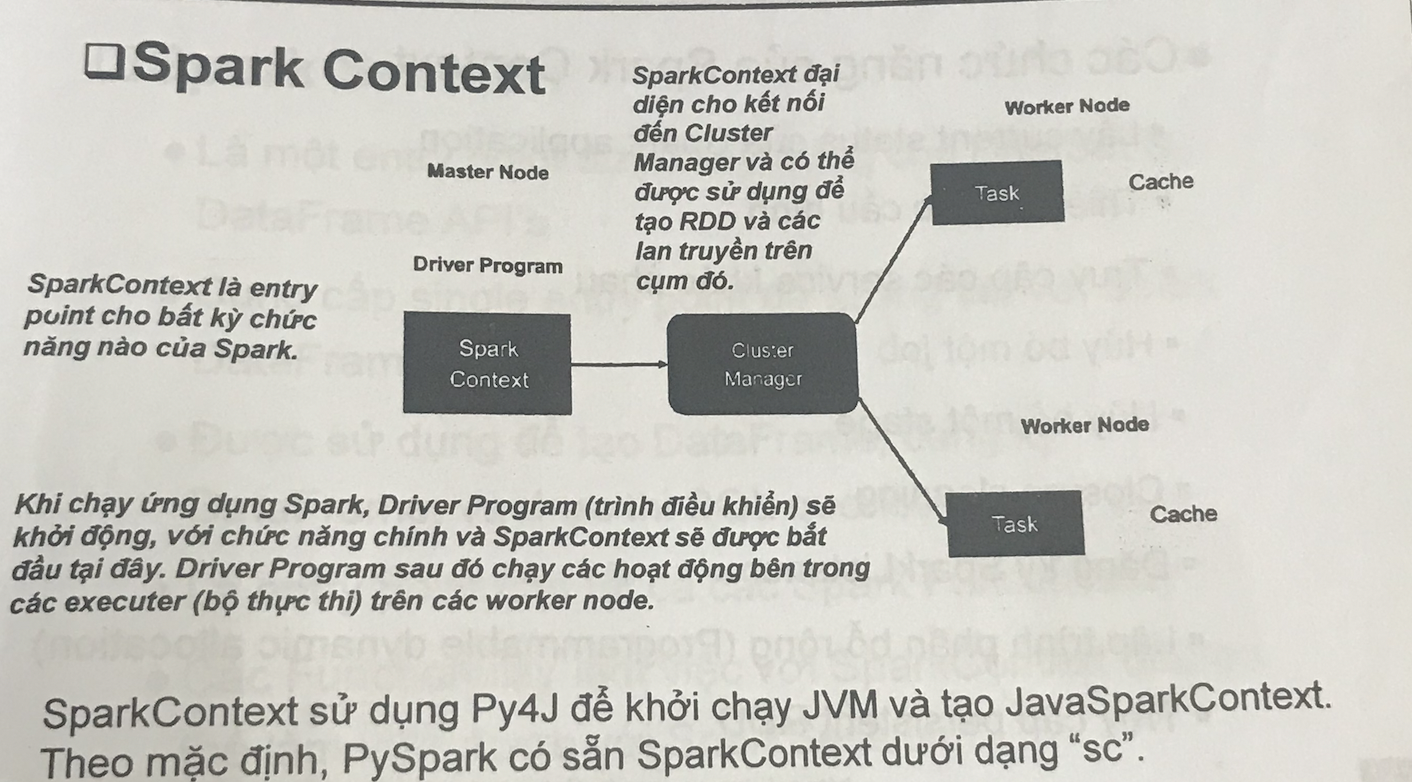 ❑Spark Context
SparkContext đại
diện cho kết nối
đến Cluster
Manager và có thể
được sử dụng để
tạo RDD và các
lan truyền trên
cụm đó.
Worker Node
Task
Cache
Master Node
Driver Program
SparkContext là entry
point cho bất kỳ chức
năng nào của Spark.
Spark
Context
Cluster
Manager
Worker Node
Task
Cache
Khi chạy ứng dụng Spark, Driver Program (trình điều khiển) sẽ
khởi động, với chức năng chính và SparkContext sẽ được bắt
đầu tại đây. Driver Program sau đó chạy các hoạt động bên trong
các executer (bộ thực thi) trên các worker node.
SparkContext sử dụng Py4J để khởi chạy JVM và tạo JavaSparkContext.
Theo mặc định, PySpark có sẵn SparkContext dưới dạng “sc”.